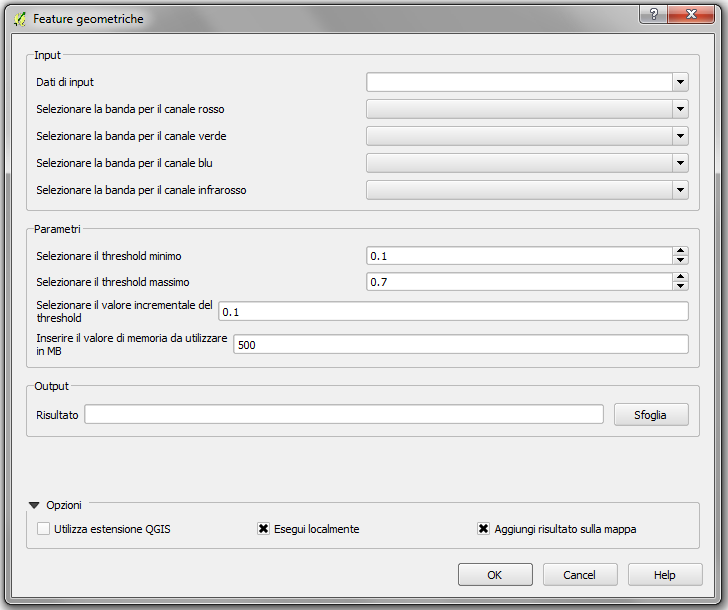 Feature geometriche
?
Input
Dati di input
Selezionare la banda per il canale rosso
Selezionare la banda per il canale verde
Selezionare la banda per il canale blu
Selezionare la banda per il canale infrarosso
Parametri
Selezionare il threshold minimo 0.1
Selezionare il threshold massimo 0.7
Selezionare il valore incrementale del
threshold
0.1
Inserire il valore di memoria da utilizzare
in MB
500
Output
Risultato Sfoglia
Opzioni
Utilizza estensione QGIS Esegui localmente Aggiungi risultato sulla mappa
OK Cancel Help